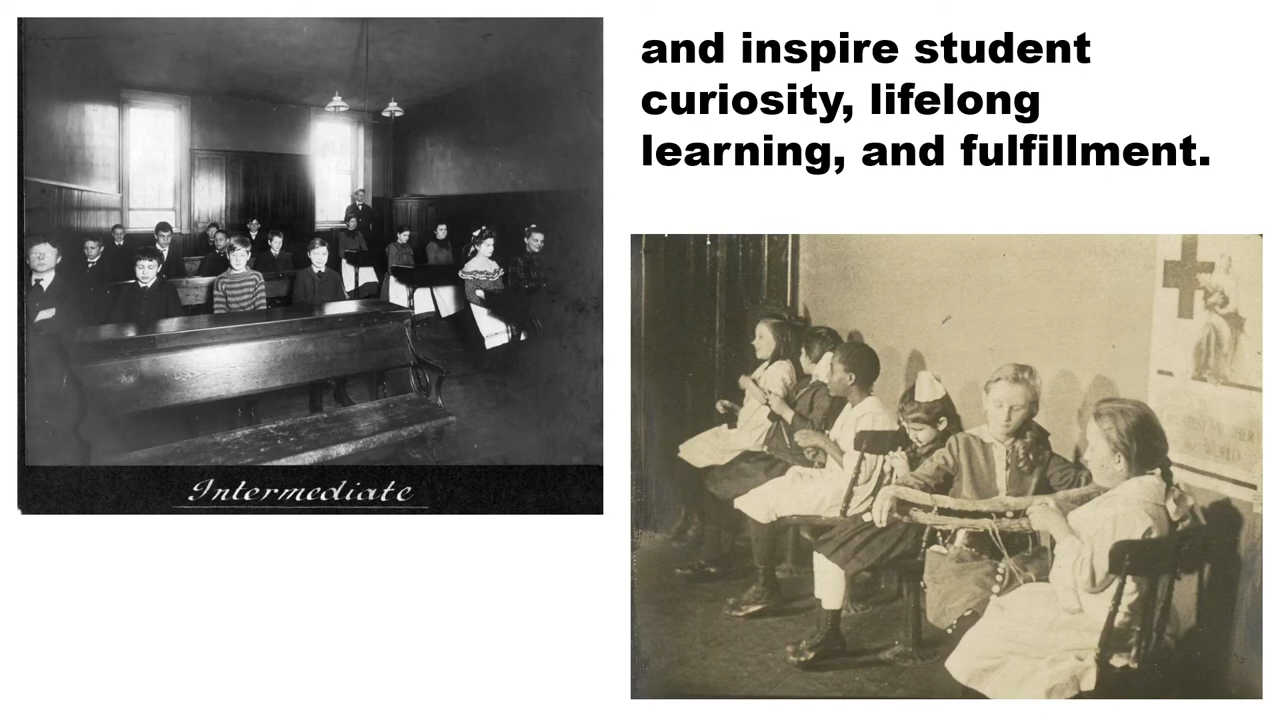 and inspire student
curiosity, lifelong
learning, and fulfillment.
Intermediate